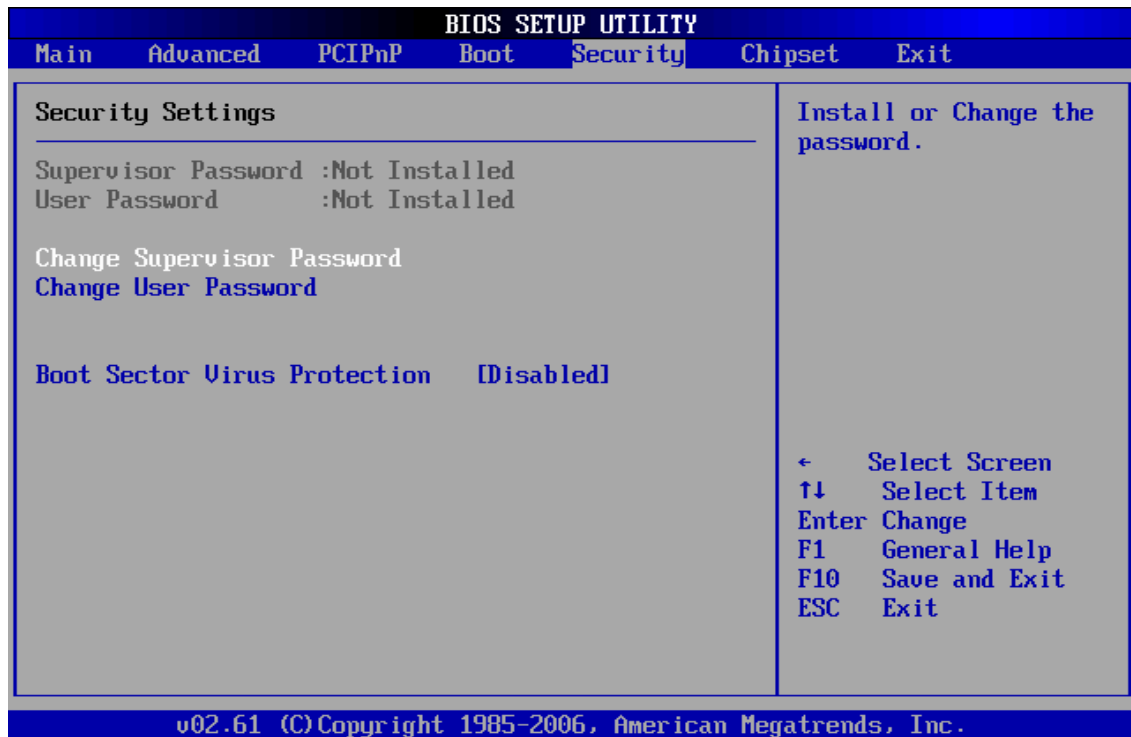 BIOS SETUP UTILITY
Main Advanced PCIPnP Boot Security Chipset Exit
Security Settings
Supervisor Password :Not Installed
User Password :Not Installed
Change Supervisor Password
Change User Password
Boot Sector Virus Protection [Disabled]
Install or Change the
password.
← Select Screen
↑↓ Select Item
Enter Change
F1 General Help
F10 Save and Exit
ESC Exit
v02.61 (C)Copyright 1985-2006, American Megatrends, Inc.